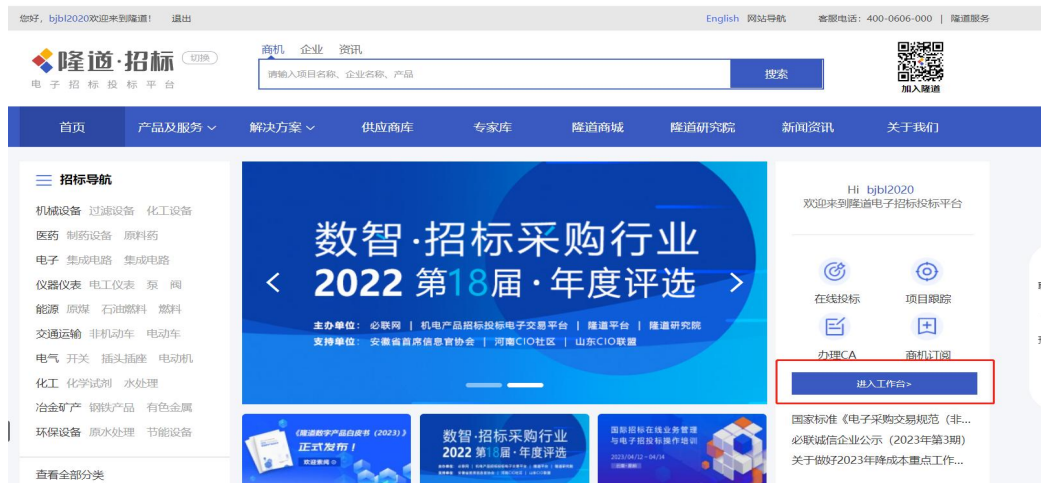 您好，bjbl2020欢迎来到隆道！ 退出
English 网站导航 客服电话：400-0606-000 | 隆道服务
隆道·招标 切换
电子招标投标平台
商机 企业 资讯
请输入项目名称、企业名称、产品 搜索
加入隆道
首页 产品及服务 解决方案 供应商库 专家库 隆道商城 隆道研究院 新闻资讯 关于我们
招标导航
机械设备 过滤设备 化工设备
医药 制药设备 原料药
电子 集成电路 集成电路
仪器仪表 电工仪表 泵 阀
能源 原煤 石油燃料 燃料
交通运输 非机动车 电动车
电气 开关 插头插座 电动机
化工 化学试剂 水处理
冶金矿产 钢铁产品 有色金属
环保设备 原水处理 节能设备
查看全部分类
数智·招标采购行业
2022 第18届·年度评选
主办单位：必联网 | 机电产品招标投标电子交易平台 | 隆道平台 | 隆道研究院
支持单位：安徽省首席信息官协会 | 河南CIO社区 | 山东CIO联盟
《隆道数字产品白皮书（2023）》
正式发布！
数智·招标采购行业
2022 第18届·年度评选
国际招标在线业务管理
与电子招投标操作培训
2023/04/12 - 04/14
Hi bjbl2020
欢迎来到隆道电子招标投标平台
在线投标 项目跟踪
办理CA 商机订阅
进入工作台>
国家标准《电子采购交易规范（非...
必联诚信企业公示（2023年第3期）
关于做好2023年降成本重点工作...